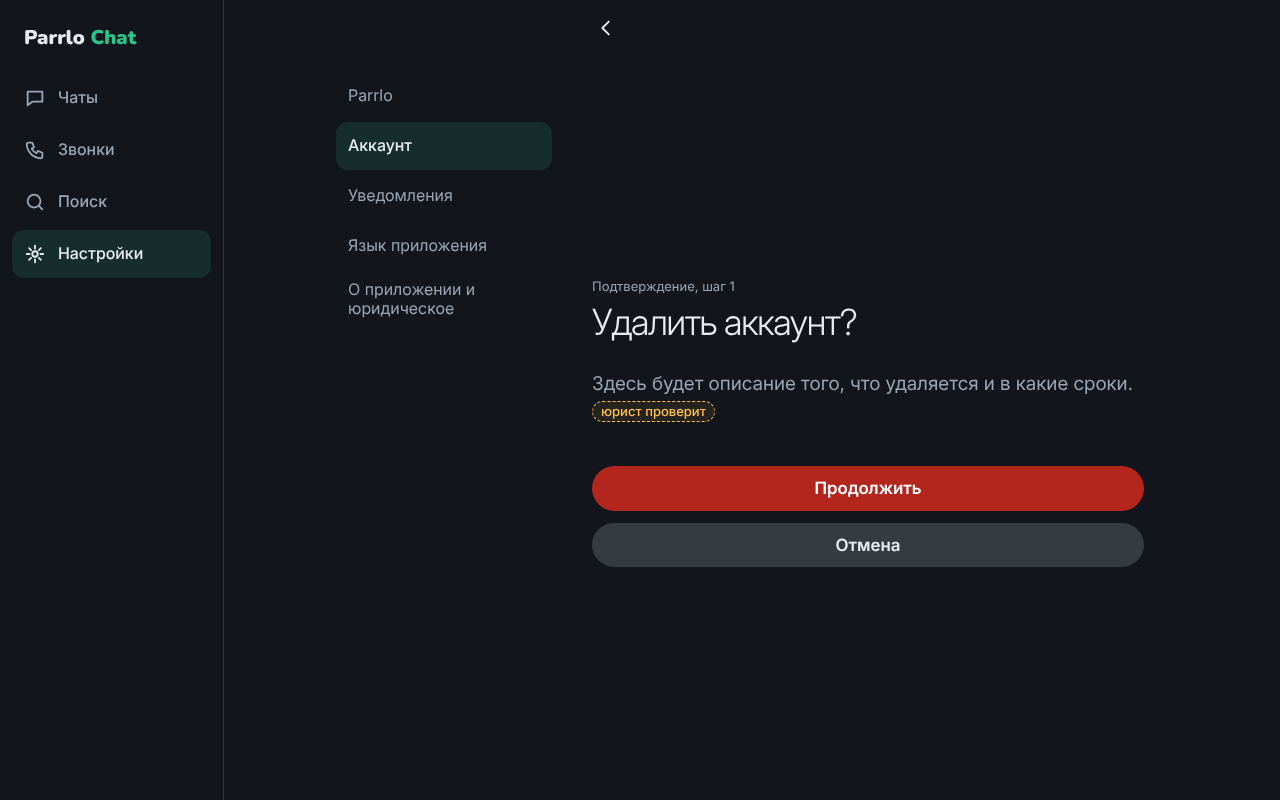 Parrlo Chat
Чаты
Звонки
Поиск
Настройки
Parrlo
Аккаунт
Уведомления
Язык приложения
О приложении и
юридическое
Подтверждение, шаг 1
Удалить аккаунт?
Здесь будет описание того, что удаляется и в какие сроки.
юрист проверит
Продолжить
Отмена